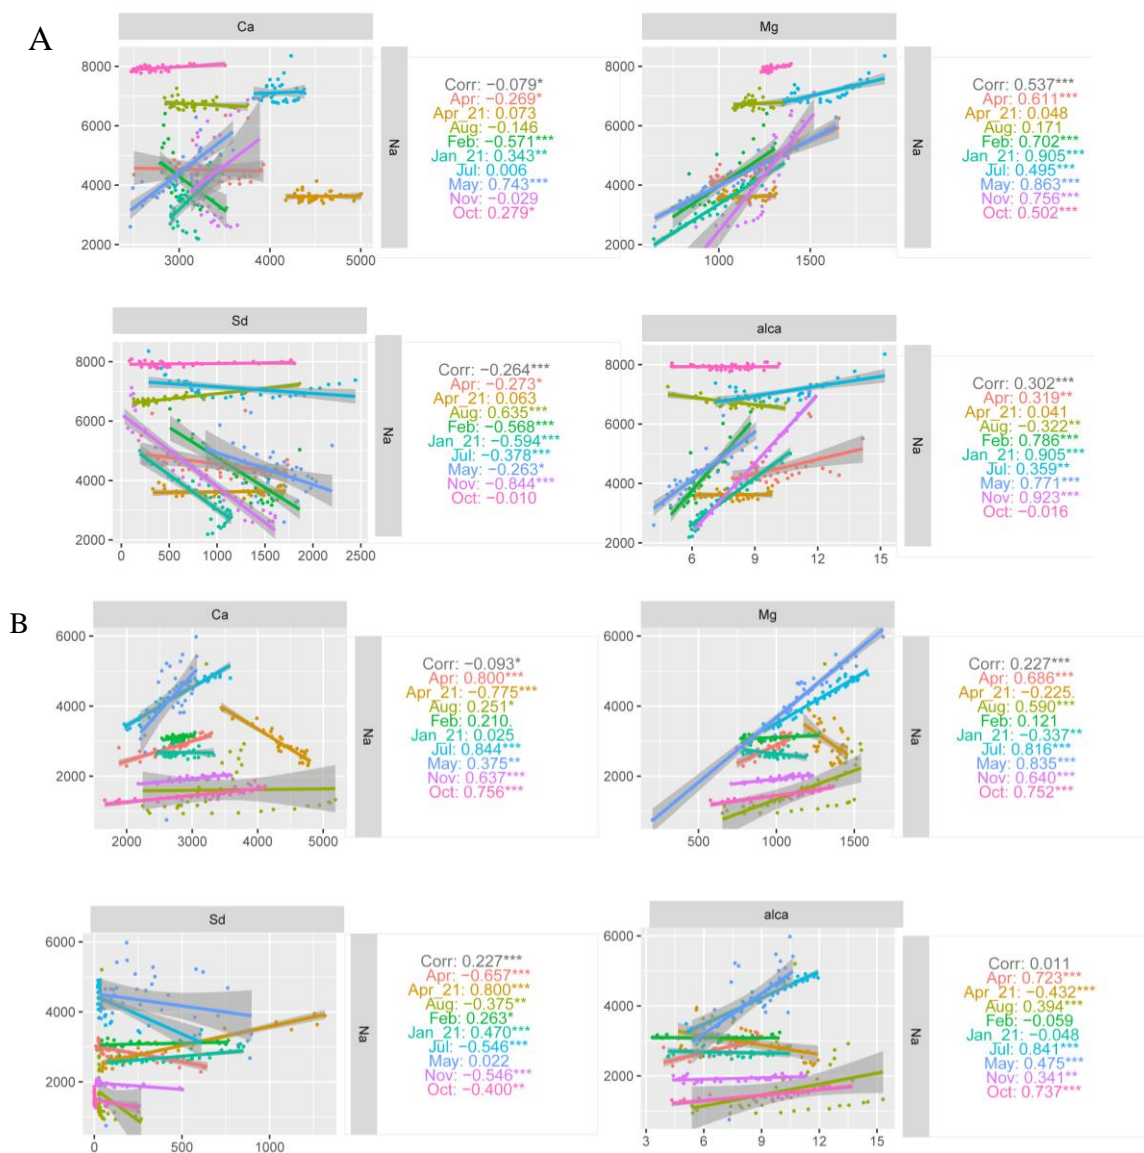 A
Ca
8000
6000
4000
2000
3000 4000 5000
Na
Corr: −0.079*
Apr: −0.269*
Apr_21: 0.073
Aug: −0.146
Feb: −0.571***
Jan_21: 0.343**
Jul: 0.006
May: 0.743***
Nov: −0.029
Oct: 0.279*
Mg
8000
6000
4000
2000
1000 1500
Na
Corr: 0.537***
Apr: 0.611***
Apr_21: 0.048
Aug: 0.171
Feb: 0.702***
Jan_21: 0.905***
Jul: 0.495***
May: 0.863***
Nov: 0.756***
Oct: 0.502***
Sd
8000
6000
4000
2000
0 500 1000 1500 2000 2500
Na
Corr: −0.264***
Apr: −0.273*
Apr_21: 0.063
Aug: 0.635***
Feb: −0.568***
Jan_21: −0.594***
Jul: −0.378***
May: −0.263*
Nov: −0.844***
Oct: −0.010
alca
8000
6000
4000
2000
6 9 12 15
Na
Corr: 0.302***
Apr: 0.319**
Apr_21: 0.041
Aug: −0.322**
Feb: 0.786***
Jan_21: 0.905***
Jul: 0.359**
May: 0.771***
Nov: 0.923***
Oct: −0.016
B
Ca
6000
4000
2000
2000 3000 4000 5000
Na
Corr: −0.093*
Apr: 0.800***
Apr_21: −0.775***
Aug: 0.251*
Feb: 0.210.
Jan_21: 0.025
Jul: 0.844***
May: 0.375**
Nov: 0.637***
Oct: 0.756***
Mg
6000
4000
2000
500 1000 1500
Na
Corr: 0.227***
Apr: 0.686***
Apr_21: −0.225.
Aug: 0.590***
Feb: 0.121
Jan_21: −0.337**
Jul: 0.816***
May: 0.835***
Nov: 0.640***
Oct: 0.752***
Sd
6000
4000
2000
0 500 1000
Na
Corr: 0.227***
Apr: −0.657***
Apr_21: 0.800***
Aug: −0.375**
Feb: 0.263*
Jan_21: 0.470***
Jul: −0.546***
May: 0.022
Nov: −0.546***
Oct: −0.400**
alca
6000
4000
2000
3 6 9 12 15
Na
Corr: 0.011
Apr: 0.723***
Apr_21: −0.432***
Aug: 0.394***
Feb: −0.059
Jan_21: −0.048
Jul: 0.841***
May: 0.475***
Nov: 0.341**
Oct: 0.737***